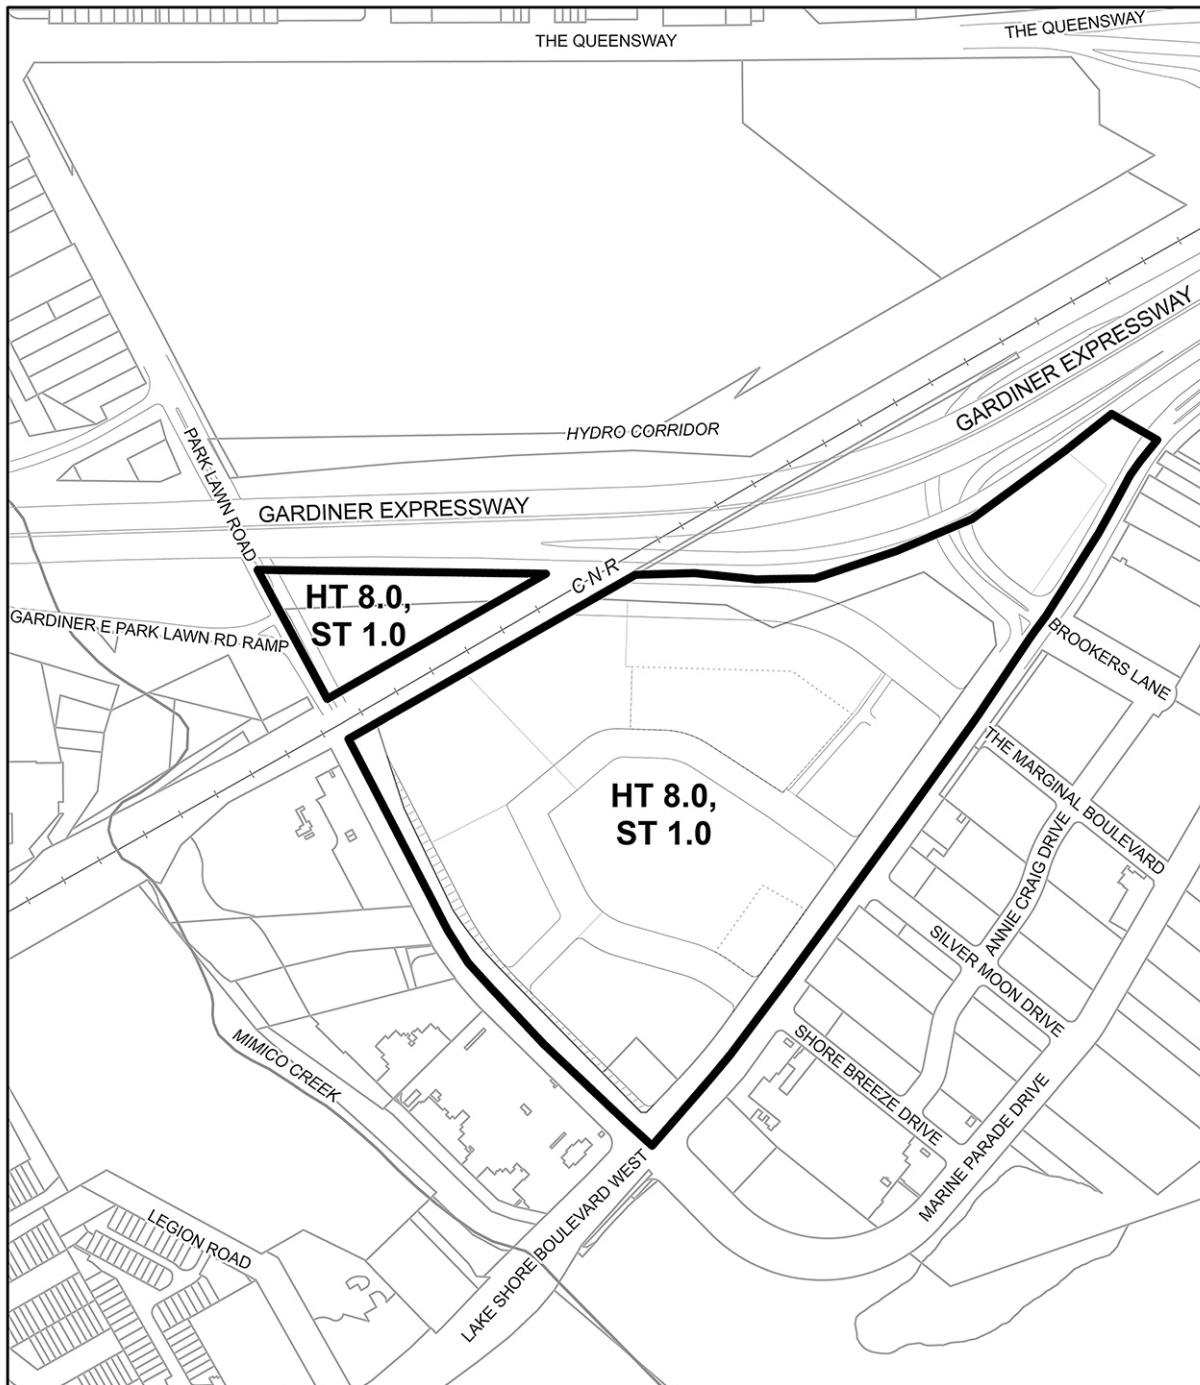 THE QUEENSWAY
THE QUEENSWAY
GARDINER EXPRESSWAY
HYDRO CORRIDOR
PARK LAWN ROAD
GARDINER EXPRESSWAY
C-N-R
HT 8.0,
ST 1.0
GARDINER E PARK LAWN RD RAMP
BROOKERS LANE
THE MARGINAL BOULEVARD
HT 8.0,
ST 1.0
ANNIE CRAIG DRIVE
SILVER MOON DRIVE
SHORE BREEZE DRIVE
MIMICO CREEK
MARINE PARADE DRIVE
LAKE SHORE BOULEVARD WEST
LEGION ROAD